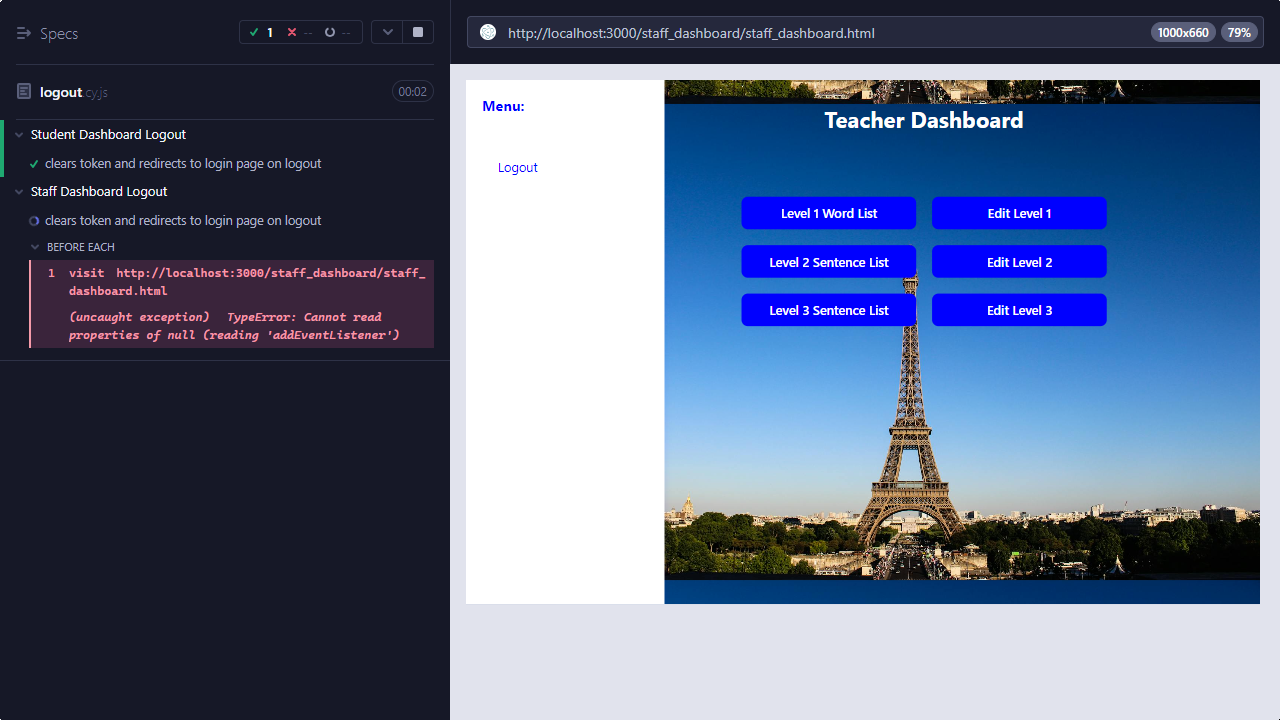 Specs
1 -- --
logout.cy.js
00:02
Student Dashboard Logout
clears token and redirects to login page on logout
Staff Dashboard Logout
clears token and redirects to login page on logout
BEFORE EACH
1 visit http://localhost:3000/staff_dashboard/staff_
dashboard.html
(uncaught exception) TypeError: Cannot read
properties of null (reading 'addEventListener')
http://localhost:3000/staff_dashboard/staff_dashboard.html
1000x660 79%
Menu:
Logout
Teacher Dashboard
Level 1 Word List Edit Level 1
Level 2 Sentence List Edit Level 2
Level 3 Sentence List Edit Level 3